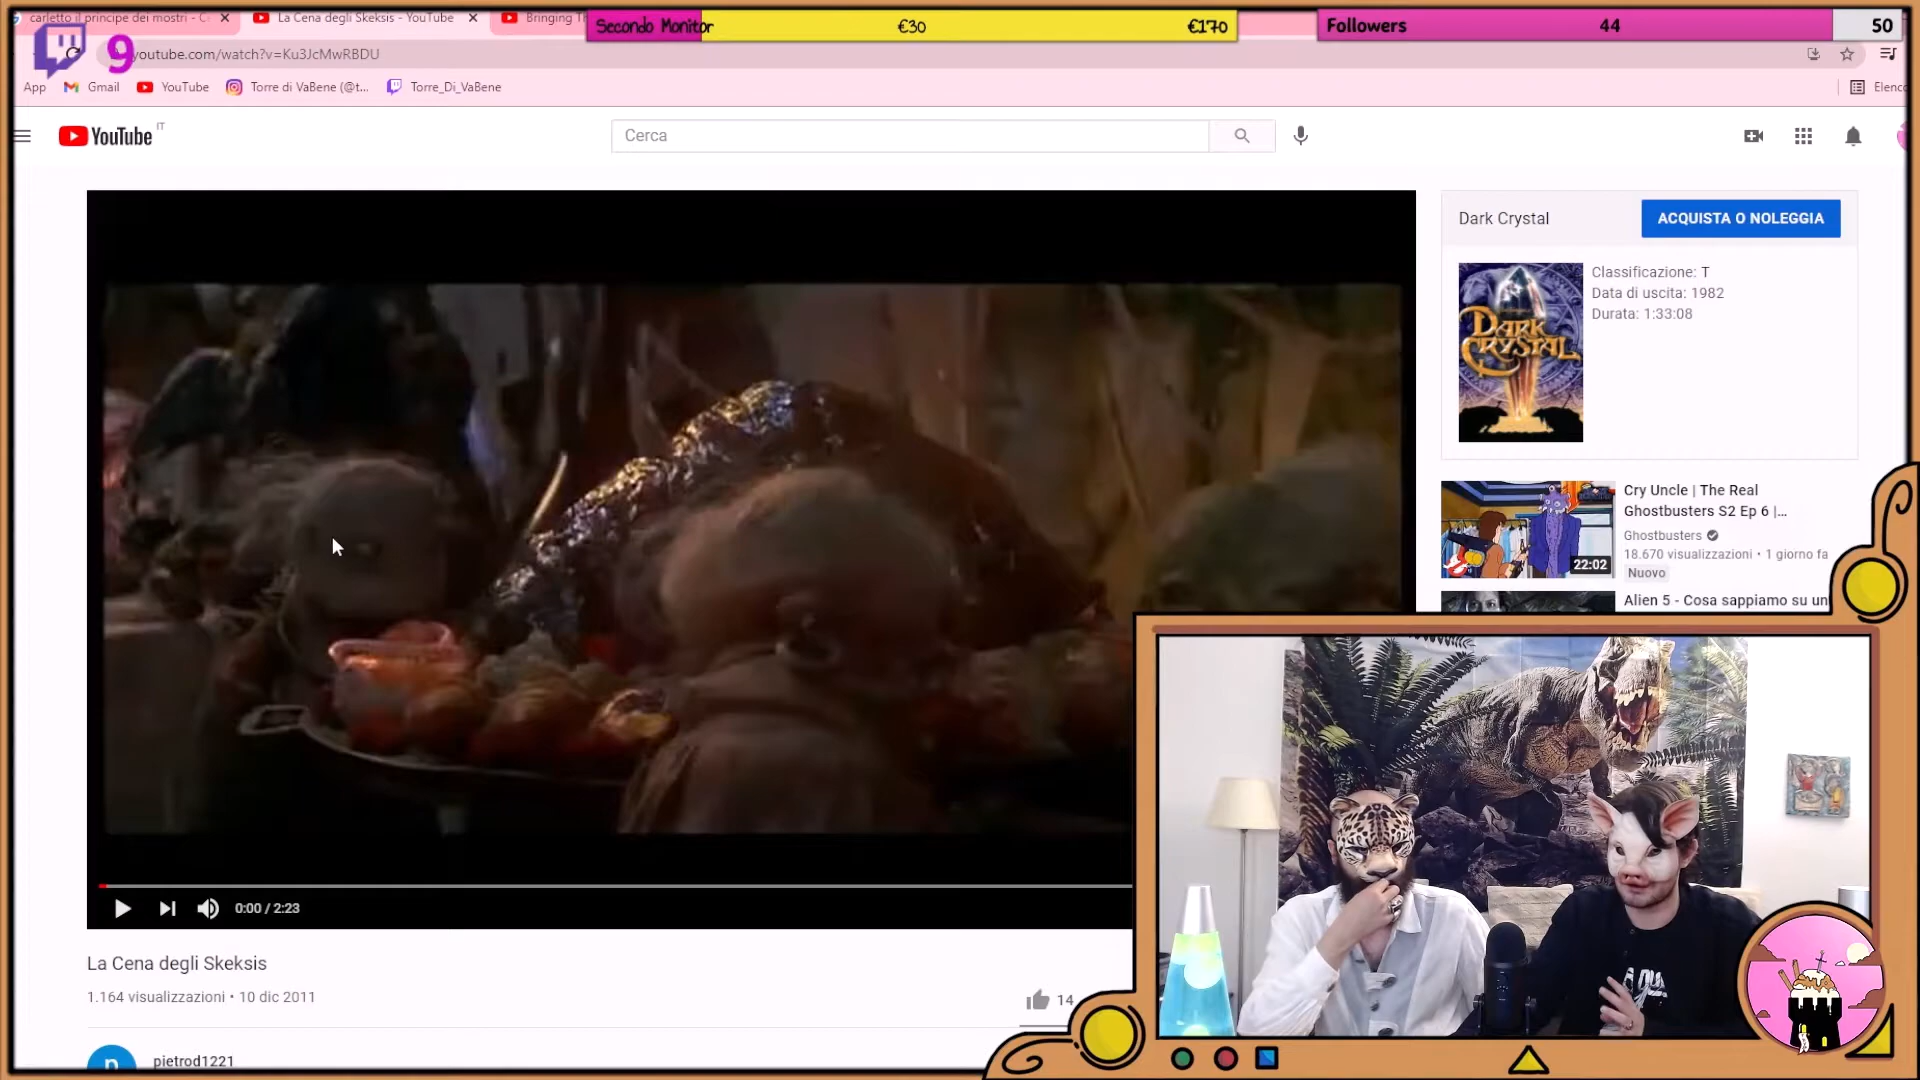 carletto il principe dei mostri - C
La Cena degli Skeksis - YouTube
Bringing Th
Secondo Monitor €30 €170
Followers 44 50
9
youtube.com/watch?v=Ku3JcMwRBDU
App Gmail YouTube Torre di VaBene (@t... Torre_Di_VaBene Elenco
YouTube IT
Cerca
Dark Crystal
ACQUISTA O NOLEGGIA
DARK
CRYSTAL
Classificazione: T
Data di uscita: 1982
Durata: 1:33:08
Cry Uncle | The Real
Ghostbusters S2 Ep 6 |...
Ghostbusters
18.670 visualizzazioni • 1 giorno fa
Nuovo
22:02
Alien 5 - Cosa sappiamo su un
0:00 / 2:23
La Cena degli Skeksis
1.164 visualizzazioni • 10 dic 2011
14
p
pietrod1221